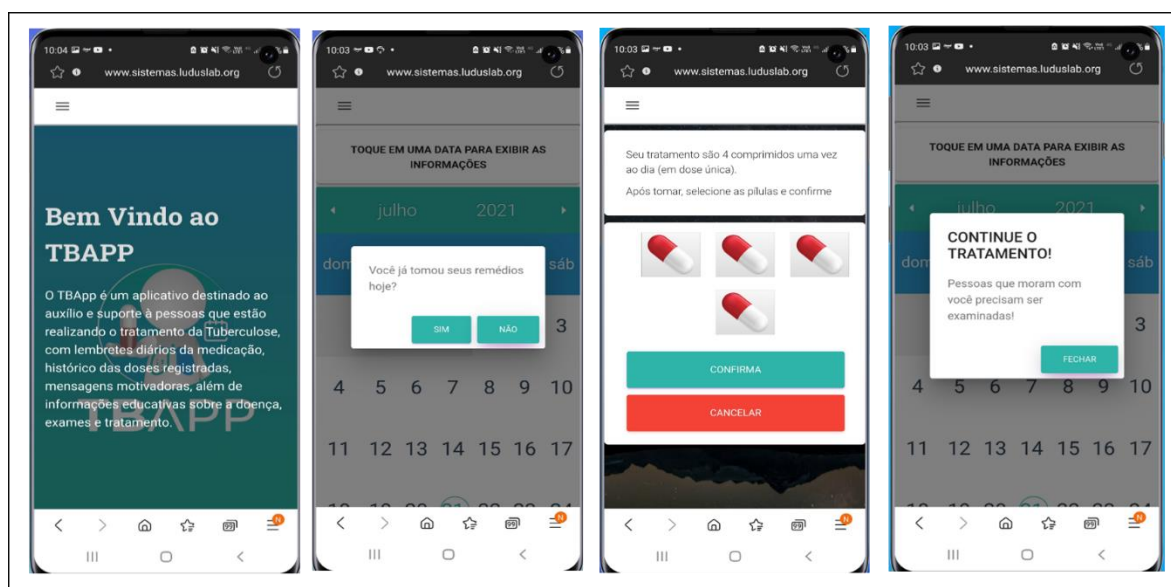 10:04
www.sistemas.luduslab.org
Bem Vindo ao
TBAPP
O TBApp é um aplicativo destinado ao
auxílio e suporte à pessoas que estão
realizando o tratamento da Tuberculose,
com lembretes diários da medicação,
histórico das doses registradas,
mensagens motivadoras, além de
informações educativas sobre a doença,
exames e tratamento.
TBAPP
N
10:03
www.sistemas.luduslab.org
TOQUE EM UMA DATA PARA EXIBIR AS
INFORMAÇÕES
julho 2021
dom sáb
Você já tomou seus remédios
hoje?
SIM NÃO
3
4 5 6 7 8 9 10
11 12 13 14 15 16 17
N
10:03
www.sistemas.luduslab.org
Seu tratamento são 4 comprimidos uma vez
ao dia (em dose única).
Após tomar, selecione as pílulas e confirme
CONFIRMA
CANCELAR
N
10:03
www.sistemas.luduslab.org
TOQUE EM UMA DATA PARA EXIBIR AS
INFORMAÇÕES
julho 2021
dom sáb
CONTINUE O
TRATAMENTO!
Pessoas que moram com
você precisam ser
examinadas!
FECHAR
3
4 5 6 7 8 9 10
11 12 13 14 15 16 17
N